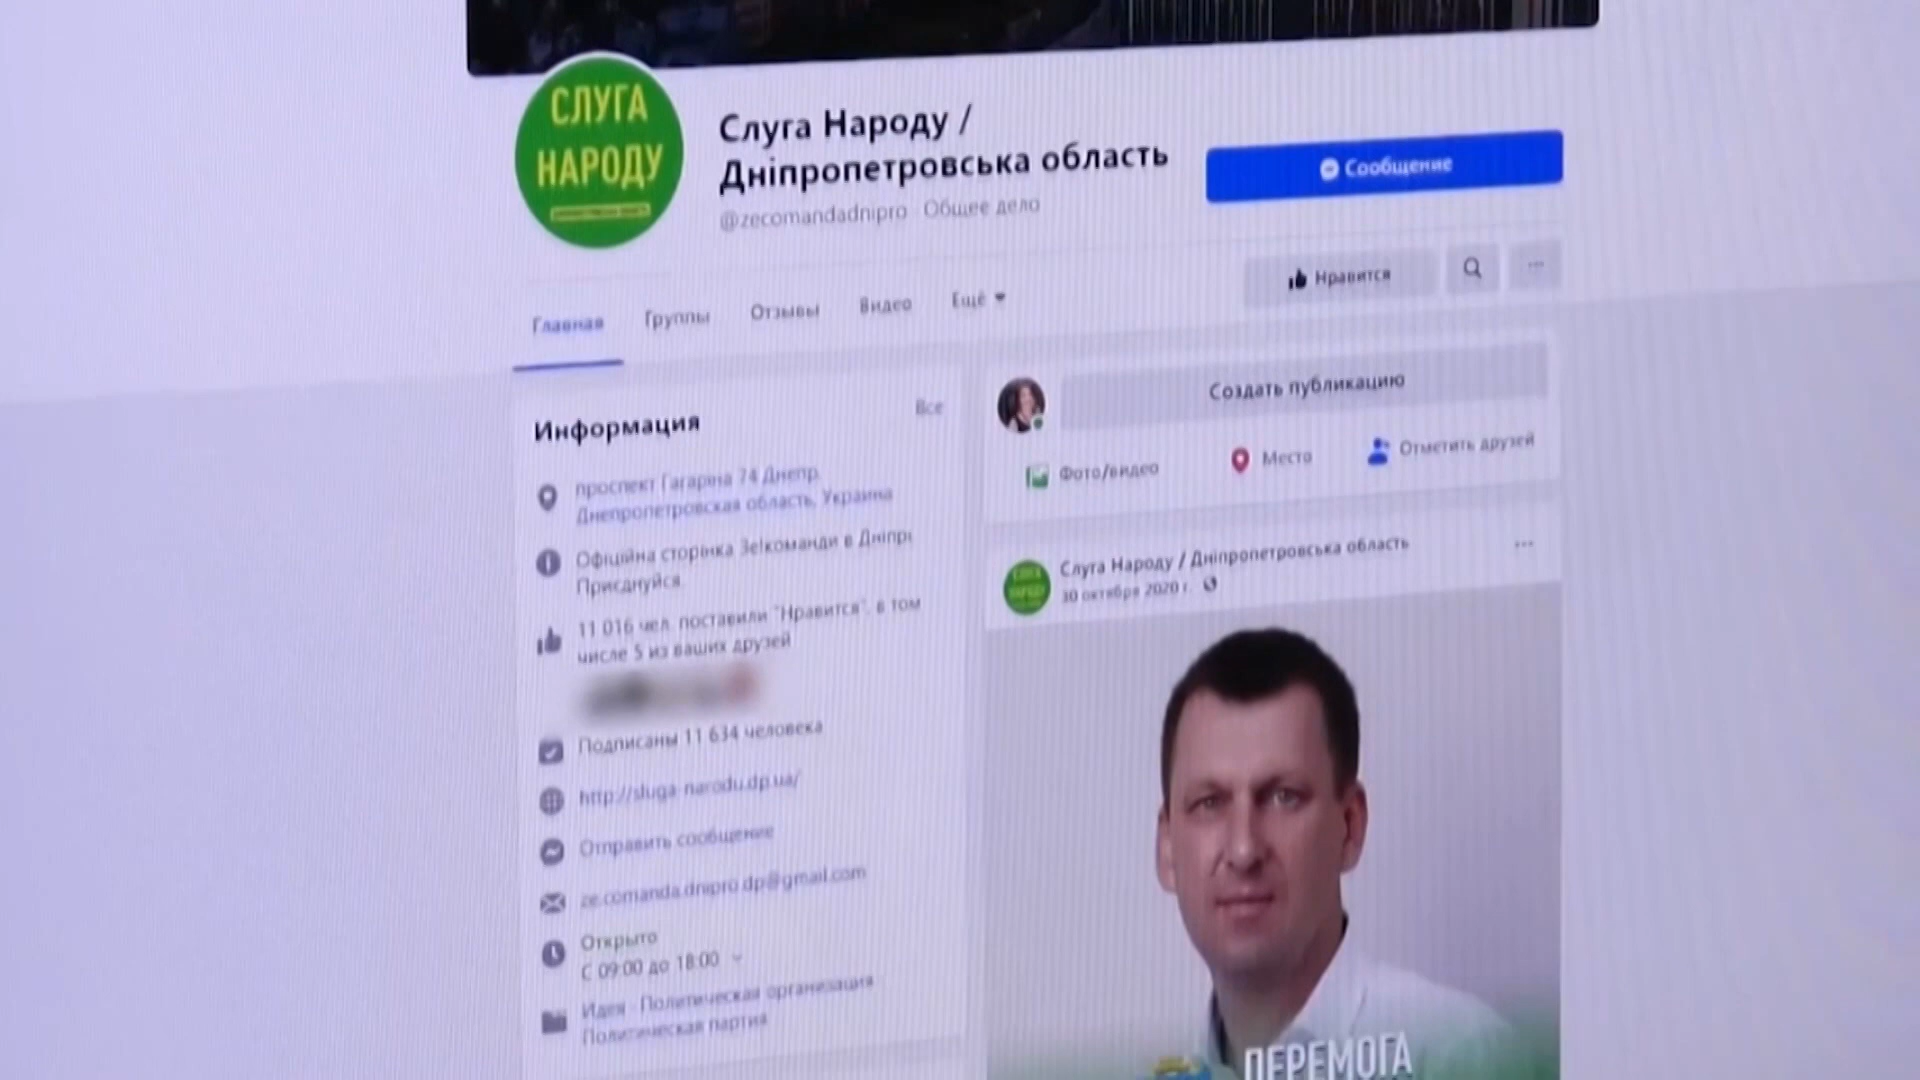 СЛУГА
НАРОДУ
Слуга Народу /
Дніпропетровська область
@zecomandadnipro · Общее дело
Сообщение
Главная
Группы
Отзывы
Видео
Ещё
Нравится
Информация
Все
проспект Гагаріна 74 Днепр,
Днепропетровская область, Украина
Офіційна сторінка Зе!команди в Дніпрі
Приєднуйся.
11 016 чел. поставили "Нравится", в том
числе 5 из ваших друзей
Подписаны 11 634 человека
http://sluga-narodu.dp.ua/
Отправить сообщение
ze.comanda.dnipro.dp@gmail.com
Открыто
С 09:00 до 18:00
Идея · Политическая организация
Политическая партия
Создать публикацию
Фото/видео
Место
Отметить друзей
Слуга Народу / Дніпропетровська область
30 октября 2020 г.
ПЕРЕМОГА